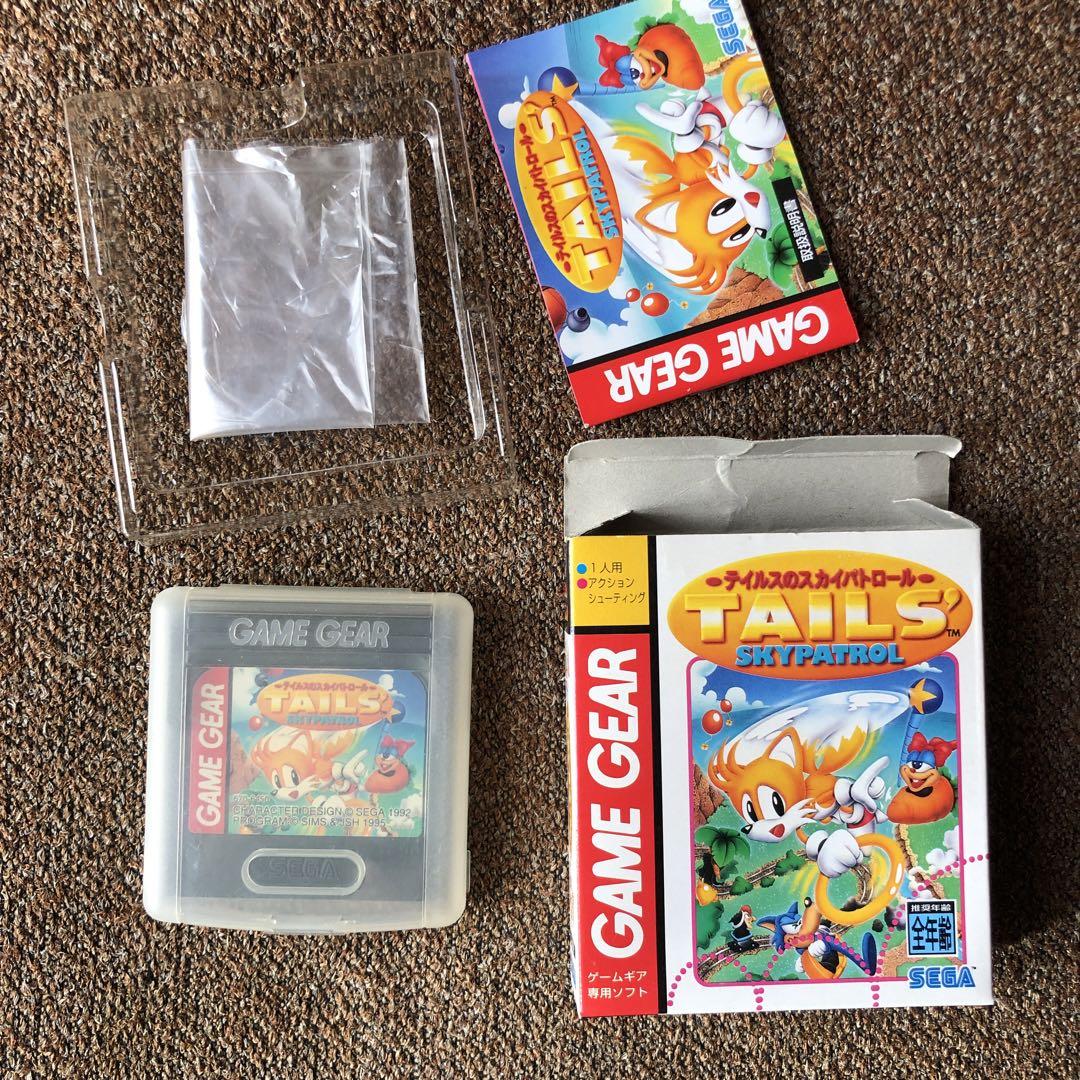 SEGA
ーテイルスのスカイパトロールー
TAILS'™
SKYPATROL
取扱説明書
GAME GEAR
GAME GEAR
GAME GEAR
ーテイルスのスカイパトロールー
TAILS'
SKYPATROL
CHARACTER DESIGN © SEGA 1992
PROGRAM © SIMS & JSH 1995
SEGA
●1人用
●アクション
シューティング
GAME GEAR
ゲームギア
専用ソフト
ーテイルスのスカイパトロールー
TAILS'™
SKYPATROL
推奨年齢
全年齢
SEGA